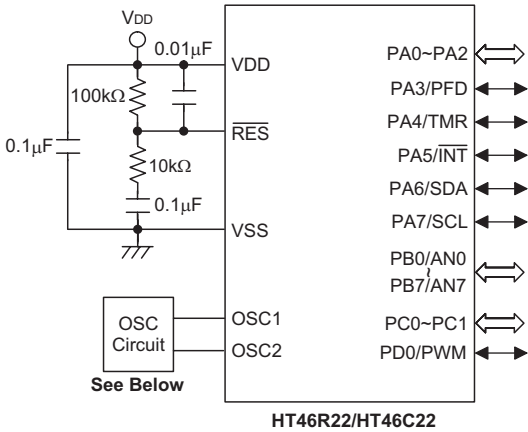 VDD
0.01μF
VDD
PA0~PA2
100kΩ
PA3/PFD
RES
PA4/TMR
0.1μF
10kΩ
PA5/INT
PA6/SDA
0.1μF
PA7/SCL
VSS
PB0/AN0
~
PB7/AN7
OSC
Circuit
OSC1
PC0~PC1
OSC2
PD0/PWM
See Below
HT46R22/HT46C22